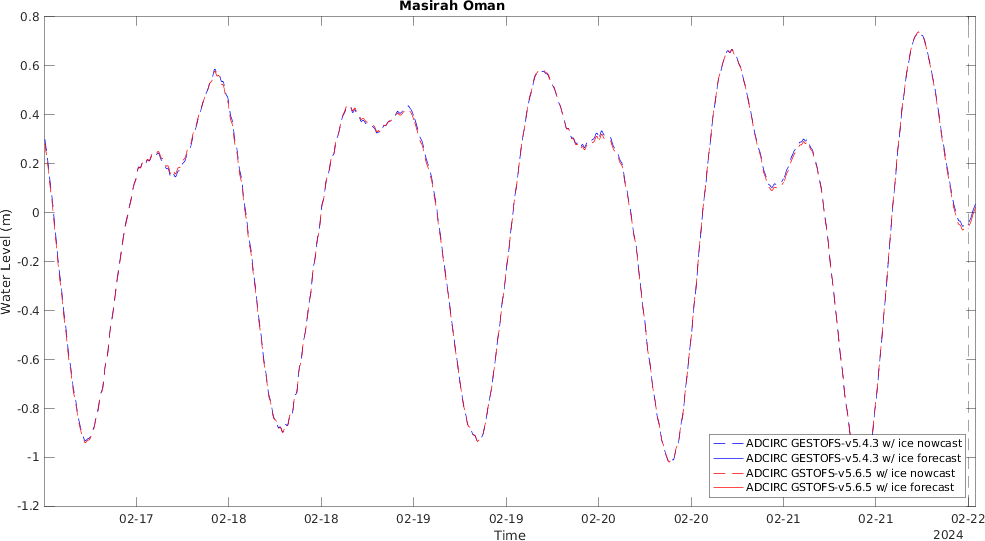 Masirah Oman
0.8
0.6
0.4
0.2
0
-0.2
-0.4
-0.6
-0.8
-1
-1.2
Water Level (m)
ADCIRC GESTOFS-v5.4.3 w/ ice nowcast
ADCIRC GESTOFS-v5.4.3 w/ ice forecast
ADCIRC GSTOFS-v5.6.5 w/ ice nowcast
ADCIRC GSTOFS-v5.6.5 w/ ice forecast
02-17 02-18 02-18 02-19 02-19 02-20 02-20 02-21 02-21 02-22
Time 2024